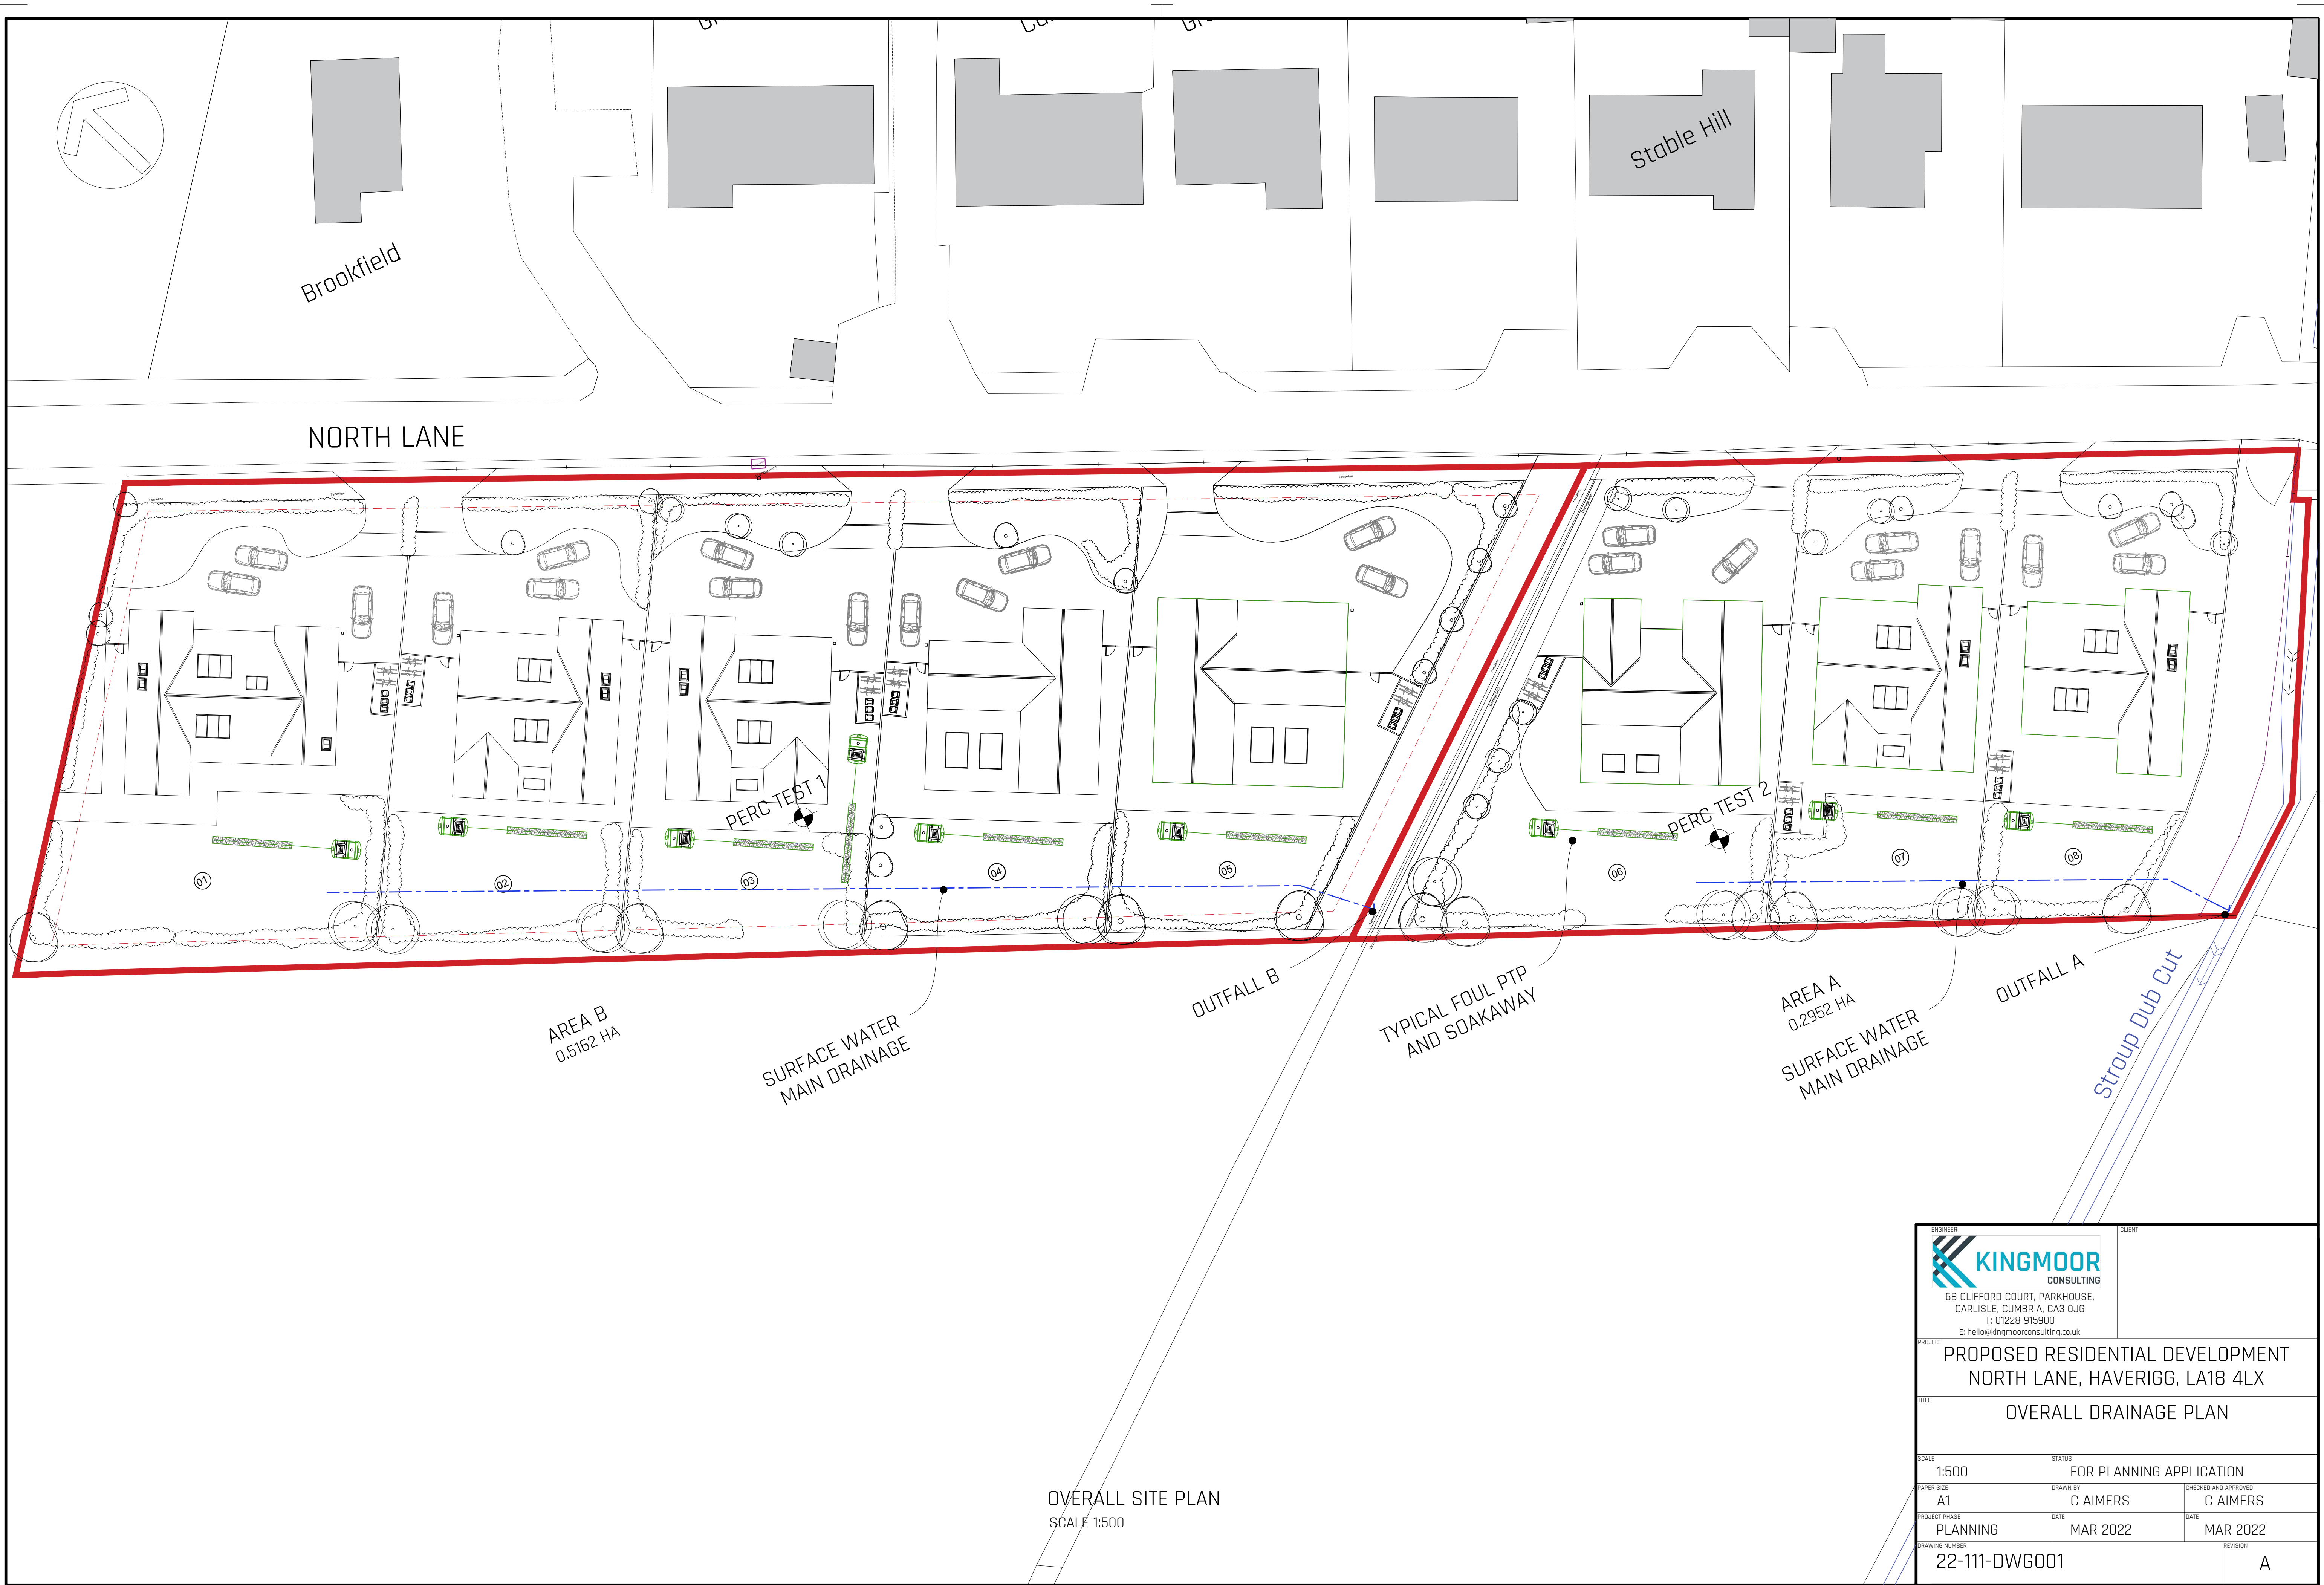 Stable Hill
Brookfield
NORTH LANE
PERC TEST 1
PERC TEST 2
01
02
03
04
05
06
07
08
OUTFALL B
TYPICAL FOUL PTP
AND SOAKAWAY
AREA A
0.2952 HA
OUTFALL A
Stroup Dub Cut
AREA B
0.5162 HA
SURFACE WATER
MAIN DRAINAGE
SURFACE WATER
MAIN DRAINAGE
OVERALL SITE PLAN
SCALE 1:500
ENGINEER
CLIENT
KINGMOOR
CONSULTING
6B CLIFFORD COURT, PARKHOUSE,
CARLISLE, CUMBRIA, CA3 0JG
T: 01228 915900
E: hello@kingmoorconsulting.co.uk
PROJECT
PROPOSED RESIDENTIAL DEVELOPMENT
NORTH LANE, HAVERIGG, LA18 4LX
TITLE
OVERALL DRAINAGE PLAN
SCALE
1:500
STATUS
FOR PLANNING APPLICATION
PAPER SIZE
A1
DRAWN BY
C AIMERS
CHECKED AND APPROVED
C AIMERS
PROJECT PHASE
PLANNING
DATE
MAR 2022
DATE
MAR 2022
DRAWING NUMBER
22-111-DWG001
REVISION
A